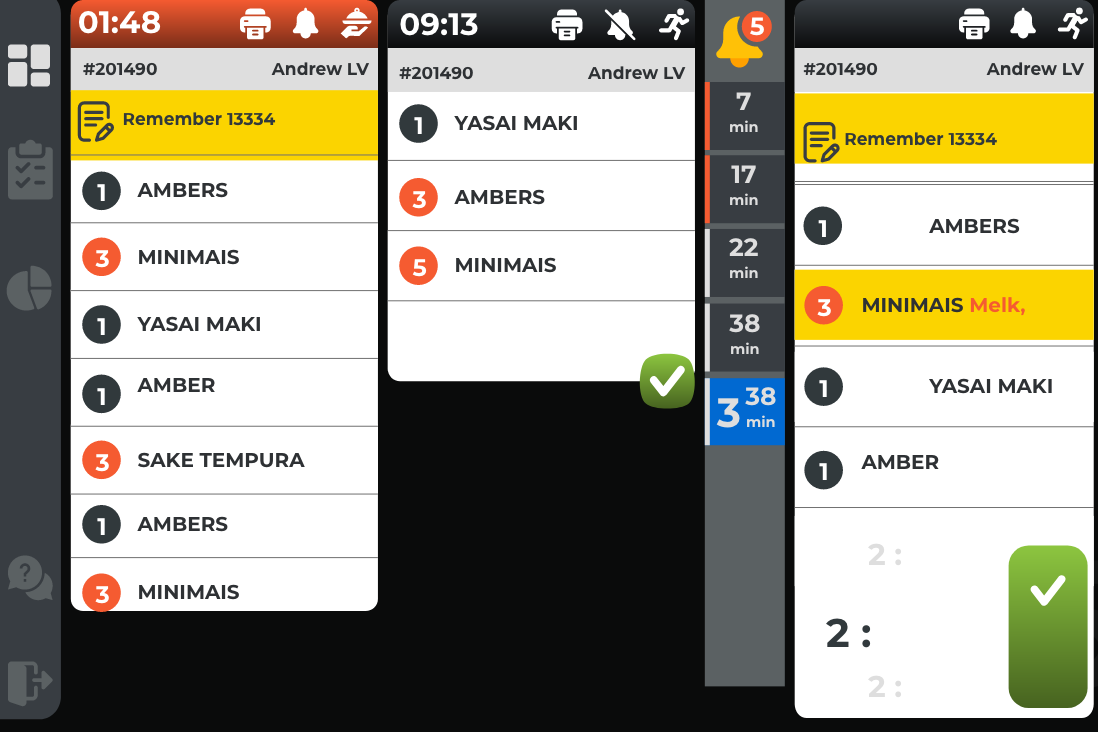 01:48
#201490 Andrew LV
Remember 13334
1 AMBERS
3 MINIMAIS
1 YASAI MAKI
1 AMBER
3 SAKE TEMPURA
1 AMBERS
3 MINIMAIS
09:13
#201490 Andrew LV
1 YASAI MAKI
3 AMBERS
5 MINIMAIS
5
7
min
17
min
22
min
38
min
3 38
min
#201490 Andrew LV
Remember 13334
1 AMBERS
3 MINIMAIS Melk,
1 YASAI MAKI
1 AMBER
2 :
2 :
2 :
?